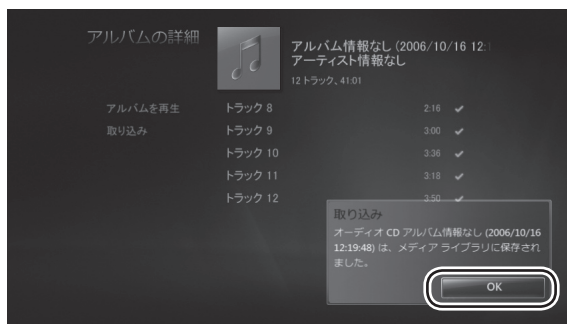 アルバムの詳細
アルバム情報なし (2006/10/16 12:1
アーティスト情報なし
12 トラック、41:01
アルバムを再生
取り込み
トラック 8 2:16
トラック 9 3:00
トラック 10 3:36
トラック 11 3:18
トラック 12 3:50
取り込み
オーディオ CD アルバム情報なし (2006/10/16
12:19:48) は、メディア ライブラリに保存され
ました。
OK